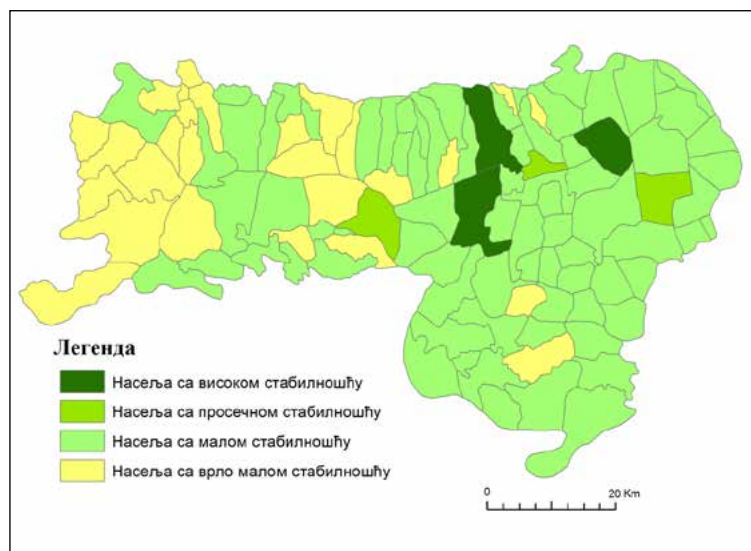 Легенда
Насеља са високом стабилношћу
Насеља са просечном стабилношћу
Насеља са малом стабилношћу
Насеља са врло малом стабилношћу
0 20 Km